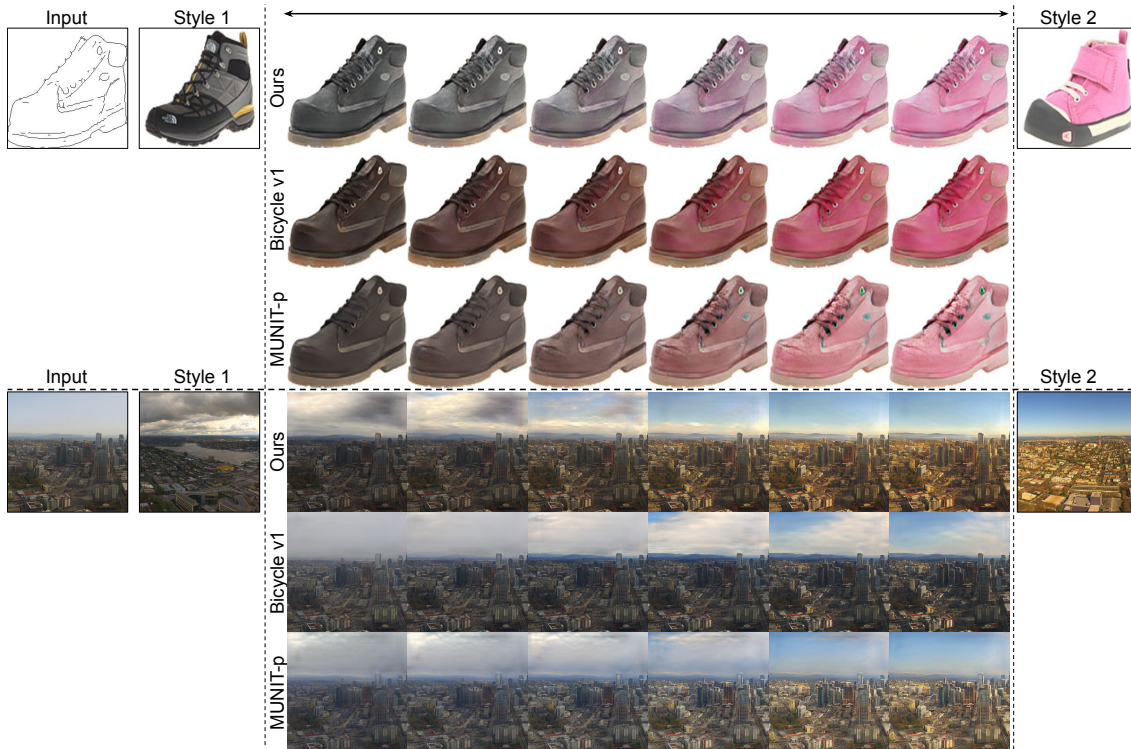 Input
Style 1
Style 2
Ours
Bicycle v1
MUNIT-p
Input
Style 1
Style 2
Ours
Bicycle v1
MUNIT-p